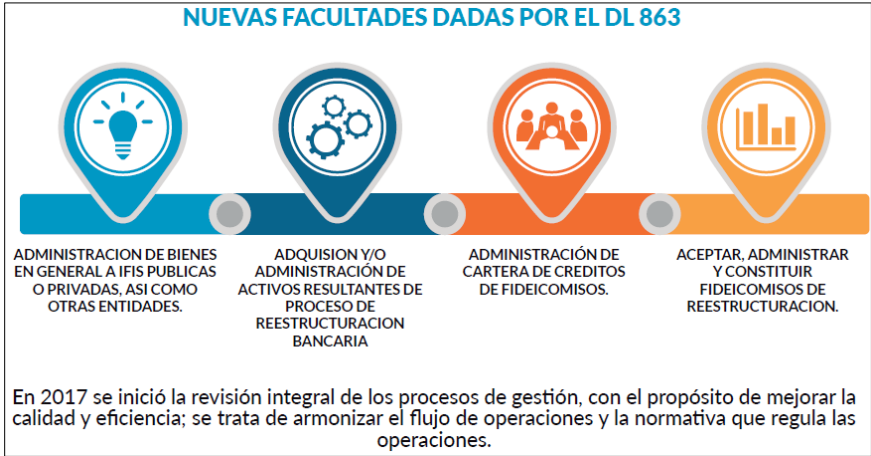 NUEVAS FACULTADES DADAS POR EL DL 863
ADMINISTRACION DE BIENES
EN GENERAL A IFIS PUBLICAS
O PRIVADAS, ASI COMO
OTRAS ENTIDADES.
ADQUISION Y/O
ADMINISTRACIÓN DE
ACTIVOS RESULTANTES DE
PROCESO DE
REESTRUCTURACION
BANCARIA
ADMINISTRACIÓN DE
CARTERA DE CREDITOS
DE FIDEICOMISOS.
ACEPTAR, ADMINISTRAR
Y CONSTITUIR
FIDEICOMISOS DE
REESTRUCTURACION.
En 2017 se inició la revisión integral de los procesos de gestión, con el propósito de mejorar la
calidad y eficiencia; se trata de armonizar el flujo de operaciones y la normativa que regula las
operaciones.